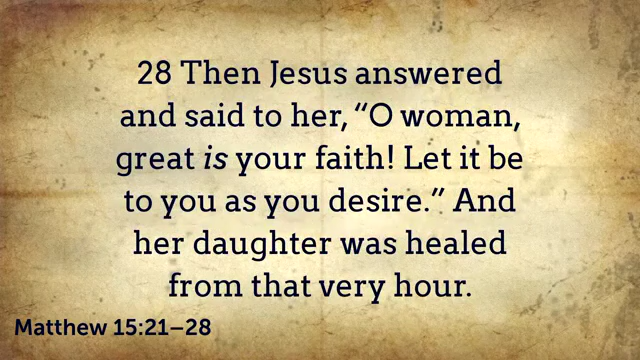 28 Then Jesus answered
and said to her, “O woman,
great is your faith! Let it be
to you as you desire.” And
her daughter was healed
from that very hour.
Matthew 15:21–28